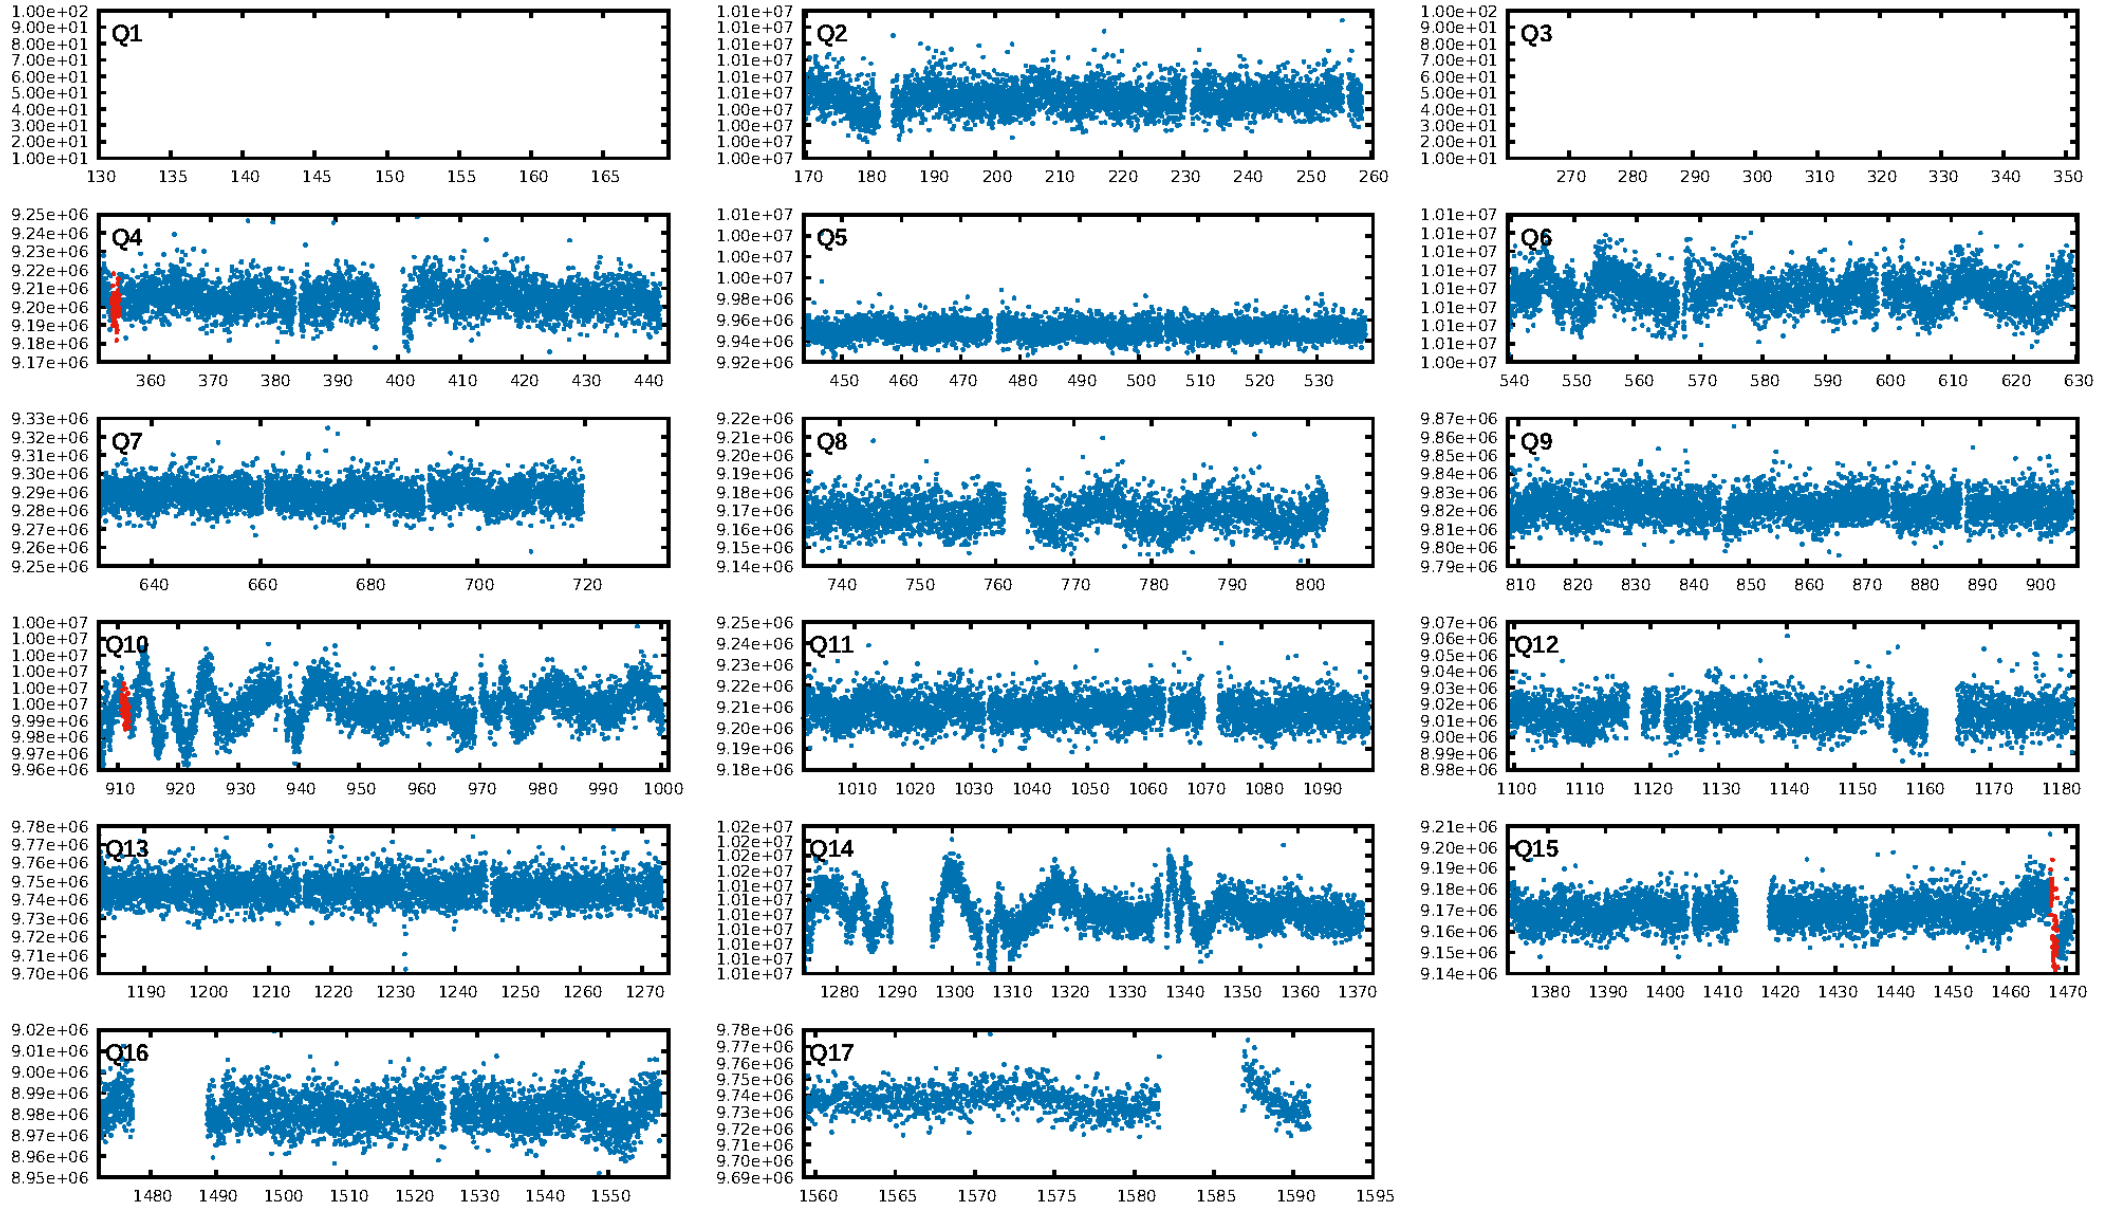 Q1
1.00e+02
9.00e+01
8.00e+01
7.00e+01
6.00e+01
5.00e+01
4.00e+01
3.00e+01
2.00e+01
1.00e+01
130 135 140 145 150 155 160 165
Q2
1.01e+07
1.01e+07
1.01e+07
1.01e+07
1.01e+07
1.01e+07
1.00e+07
1.00e+07
1.00e+07
1.00e+07
170 180 190 200 210 220 230 240 250 260
Q3
1.00e+02
9.00e+01
8.00e+01
7.00e+01
6.00e+01
5.00e+01
4.00e+01
3.00e+01
2.00e+01
1.00e+01
270 280 290 300 310 320 330 340 350
Q4
9.25e+06
9.24e+06
9.23e+06
9.22e+06
9.21e+06
9.20e+06
9.19e+06
9.18e+06
9.17e+06
360 370 380 390 400 410 420 430 440
Q5
1.01e+07
1.00e+07
1.00e+07
1.00e+07
9.98e+06
9.96e+06
9.94e+06
9.92e+06
450 460 470 480 490 500 510 520 530
Q6
1.01e+07
1.01e+07
1.01e+07
1.01e+07
1.01e+07
1.01e+07
1.01e+07
1.00e+07
540 550 560 570 580 590 600 610 620 630
Q7
9.33e+06
9.32e+06
9.31e+06
9.30e+06
9.29e+06
9.28e+06
9.27e+06
9.26e+06
9.25e+06
640 660 680 700 720
Q8
9.22e+06
9.21e+06
9.20e+06
9.19e+06
9.18e+06
9.17e+06
9.16e+06
9.15e+06
9.14e+06
740 750 760 770 780 790 800
Q9
9.87e+06
9.86e+06
9.85e+06
9.84e+06
9.83e+06
9.82e+06
9.81e+06
9.80e+06
9.79e+06
810 820 830 840 850 860 870 880 890 900
Q10
1.00e+07
1.00e+07
1.00e+07
1.00e+07
1.00e+07
1.00e+07
9.99e+06
9.98e+06
9.97e+06
9.96e+06
910 920 930 940 950 960 970 980 990 1000
Q11
9.25e+06
9.24e+06
9.23e+06
9.22e+06
9.21e+06
9.20e+06
9.19e+06
9.18e+06
1010 1020 1030 1040 1050 1060 1070 1080 1090
Q12
9.07e+06
9.06e+06
9.05e+06
9.04e+06
9.03e+06
9.02e+06
9.01e+06
9.00e+06
8.99e+06
8.98e+06
1100 1110 1120 1130 1140 1150 1160 1170 1180
Q13
9.78e+06
9.77e+06
9.76e+06
9.75e+06
9.74e+06
9.73e+06
9.72e+06
9.71e+06
9.70e+06
1190 1200 1210 1220 1230 1240 1250 1260 1270
Q14
1.02e+07
1.02e+07
1.02e+07
1.02e+07
1.01e+07
1.01e+07
1.01e+07
1.01e+07
1.01e+07
1.01e+07
1.01e+07
1280 1290 1300 1310 1320 1330 1340 1350 1360 1370
Q15
9.21e+06
9.20e+06
9.19e+06
9.18e+06
9.17e+06
9.16e+06
9.15e+06
9.14e+06
1380 1390 1400 1410 1420 1430 1440 1450 1460 1470
Q16
9.02e+06
9.01e+06
9.00e+06
8.99e+06
8.98e+06
8.97e+06
8.96e+06
8.95e+06
1480 1490 1500 1510 1520 1530 1540 1550
Q17
9.78e+06
9.77e+06
9.76e+06
9.75e+06
9.74e+06
9.73e+06
9.72e+06
9.71e+06
9.70e+06
9.69e+06
1560 1565 1570 1575 1580 1585 1590 1595